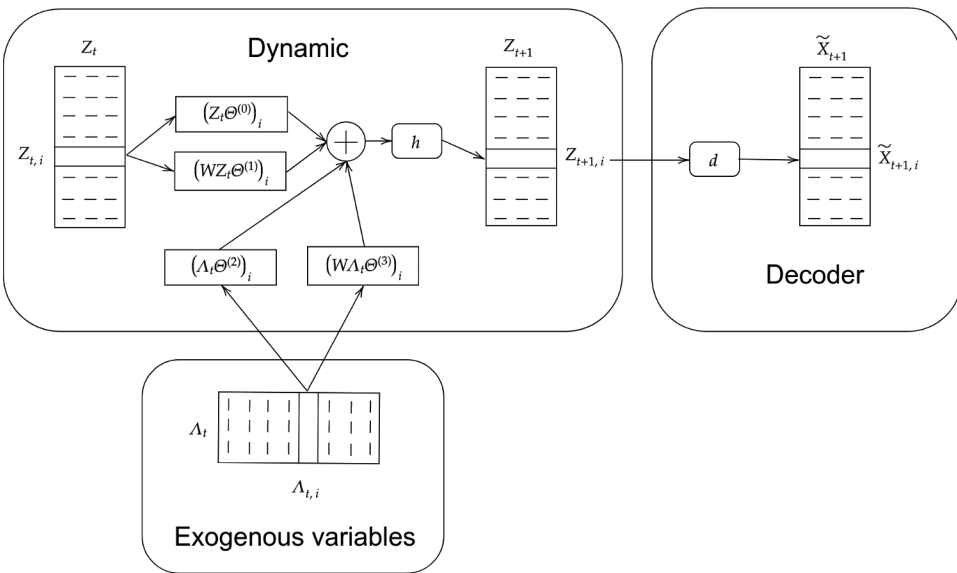 Dynamic
Z_t
Z_{t,i}
(Z_tΘ^{(0)})_i
(WZ_tΘ^{(1)})_i
+
h
Z_{t+1}
Z_{t+1,i}
(Λ_tΘ^{(2)})_i
(WΛ_tΘ^{(3)})_i
X̃_{t+1}
d
X̃_{t+1,i}
Decoder
Λ_t
Λ_{t,i}
Exogenous variables